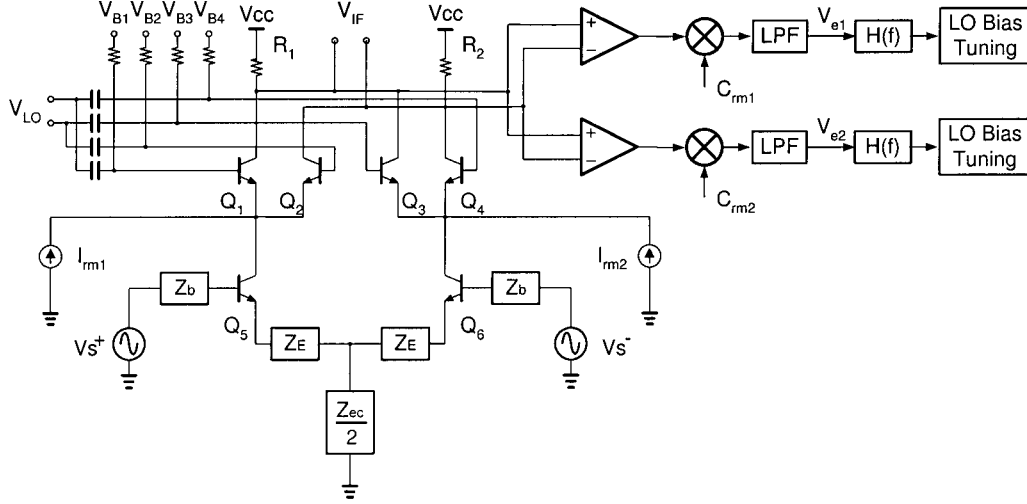 V_B1 V_B2 V_B3 V_B4
Vcc
V_IF
Vcc
R_1
R_2
V_LO
+
−
LPF
V_e1
H(f)
LO Bias
Tuning
C_rm1
+
−
LPF
V_e2
H(f)
LO Bias
Tuning
C_rm2
Q_1
Q_2
Q_3
Q_4
I_rm1
I_rm2
Z_b
Z_b
Q_5
Q_6
Vs^+
Vs^-
Z_E
Z_E
Z_ec
2